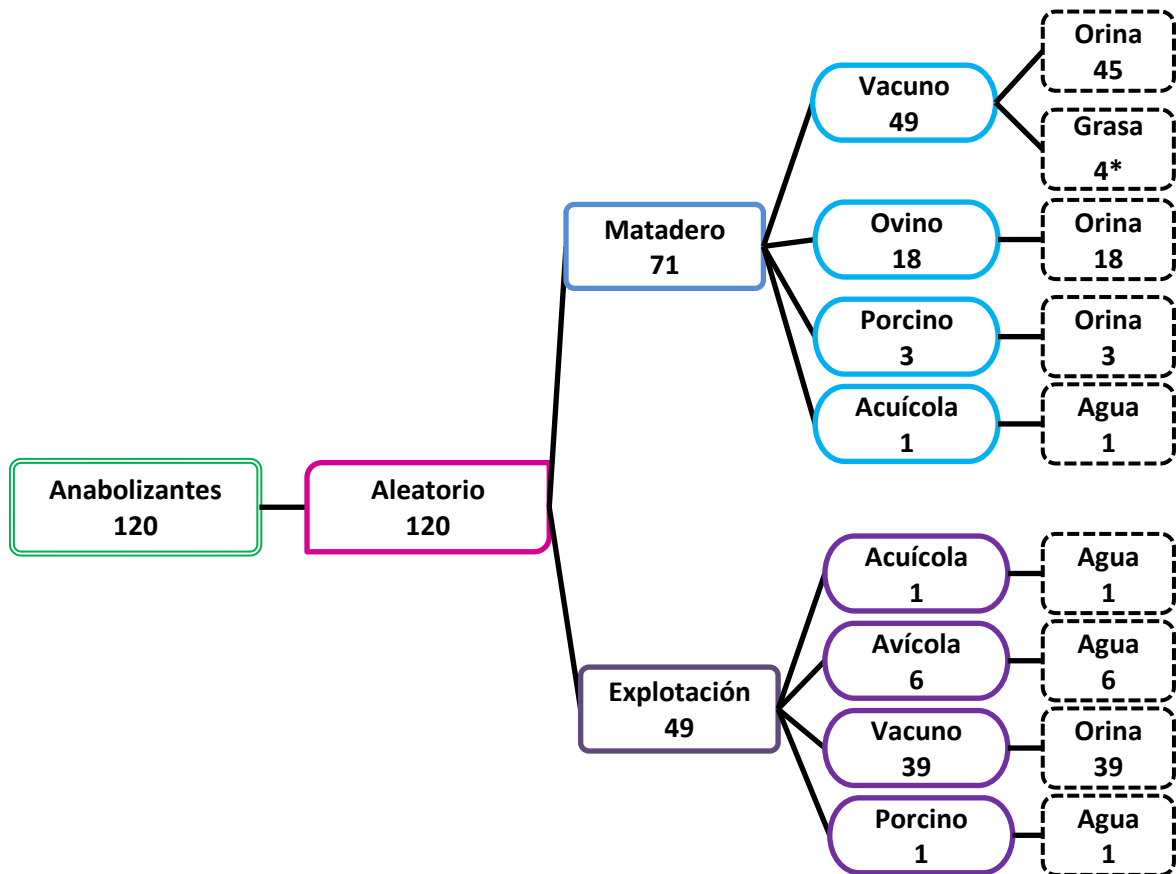 Anabolizantes
120
Aleatorio
120
Matadero
71
Vacuno
49
Orina
45
Grasa
4*
Ovino
18
Orina
18
Porcino
3
Orina
3
Acuícola
1
Agua
1
Explotación
49
Acuícola
1
Agua
1
Avícola
6
Agua
6
Vacuno
39
Orina
39
Porcino
1
Agua
1